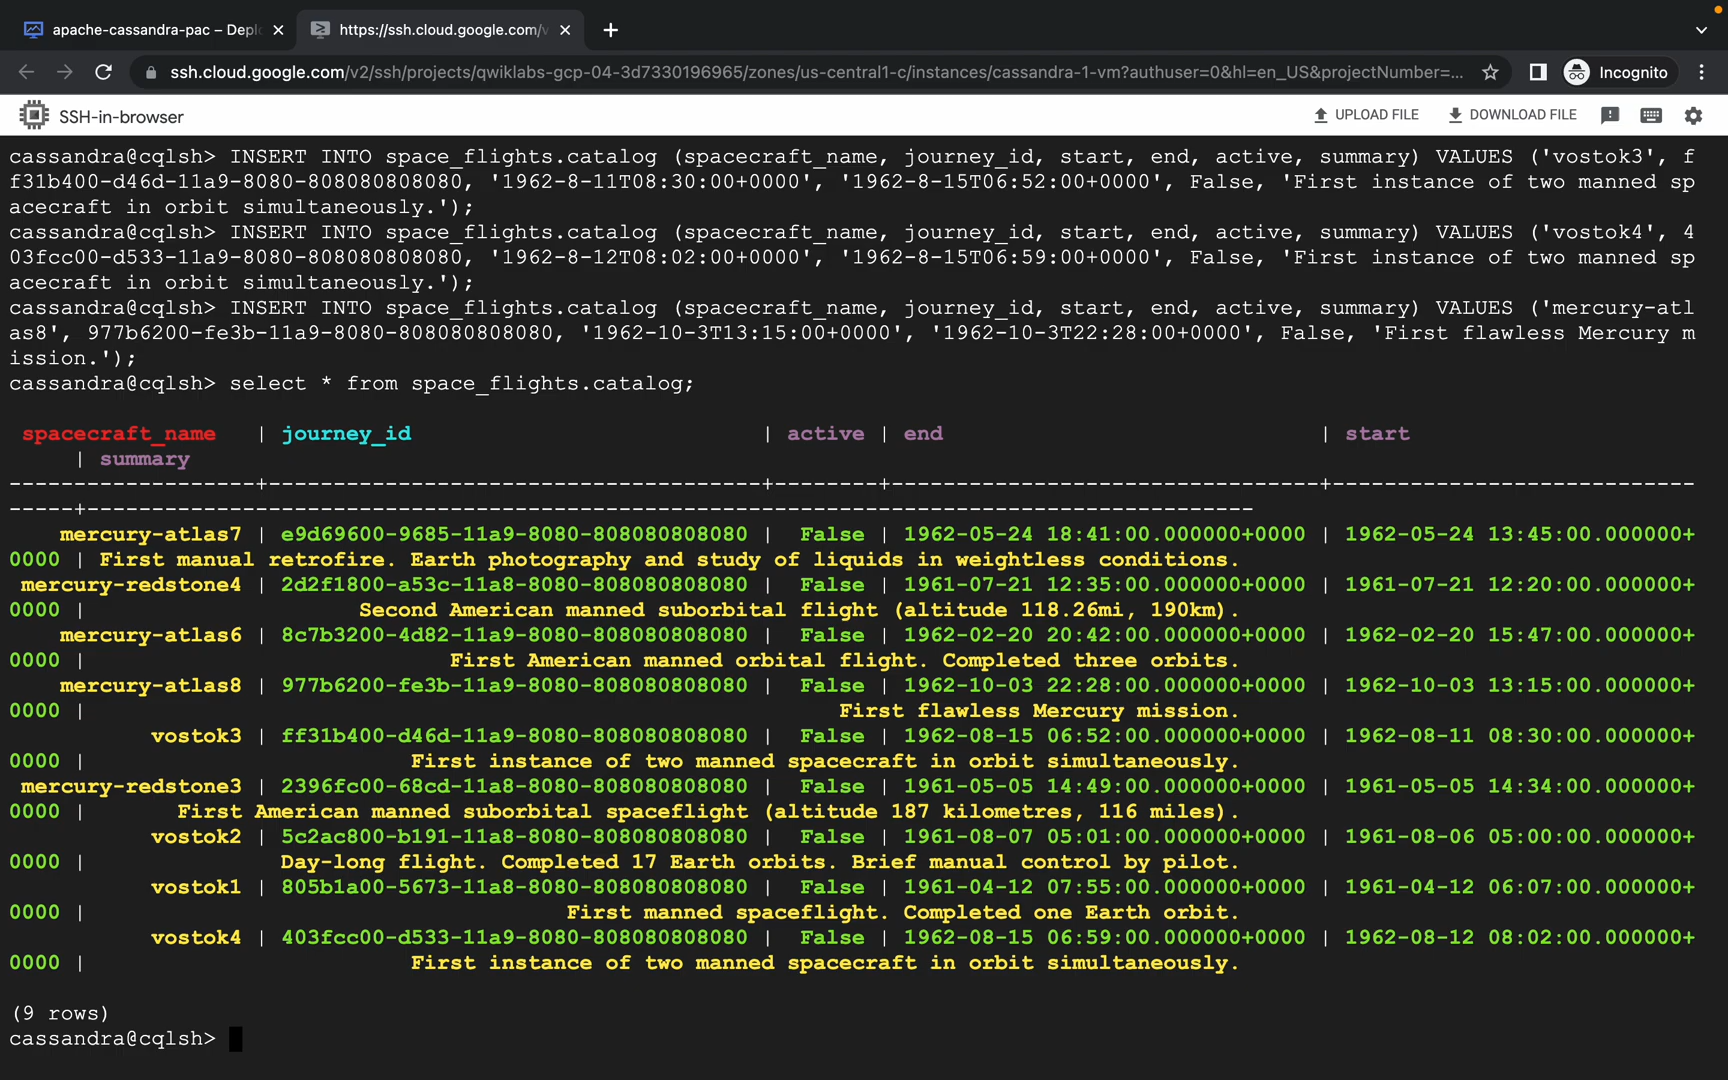 apache-cassandra-pac – Depl
https://ssh.cloud.google.com/v
ssh.cloud.google.com/v2/ssh/projects/qwiklabs-gcp-04-3d7330196965/zones/us-central1-c/instances/cassandra-1-vm?authuser=0&hl=en_US&projectNumber=...
Incognito
SSH-in-browser
UPLOAD FILE
DOWNLOAD FILE
cassandra@cqlsh> INSERT INTO space_flights.catalog (spacecraft_name, journey_id, start, end, active, summary) VALUES ('vostok3', f
f31b400-d46d-11a9-8080-808080808080, '1962-8-11T08:30:00+0000', '1962-8-15T06:52:00+0000', False, 'First instance of two manned sp
acecraft in orbit simultaneously.');
cassandra@cqlsh> INSERT INTO space_flights.catalog (spacecraft_name, journey_id, start, end, active, summary) VALUES ('vostok4', 4
03fcc00-d533-11a9-8080-808080808080, '1962-8-12T08:02:00+0000', '1962-8-15T06:59:00+0000', False, 'First instance of two manned sp
acecraft in orbit simultaneously.');
cassandra@cqlsh> INSERT INTO space_flights.catalog (spacecraft_name, journey_id, start, end, active, summary) VALUES ('mercury-atl
as8', 977b6200-fe3b-11a9-8080-808080808080, '1962-10-3T13:15:00+0000', '1962-10-3T22:28:00+0000', False, 'First flawless Mercury m
ission.');
cassandra@cqlsh> select * from space_flights.catalog;
spacecraft_name | journey_id | active | end | start
| summary
-------------------+--------------------------------------+--------+---------------------------------+----------------------------
-----+------------------------------------------------------------------------------------------
mercury-atlas7 | e9d69600-9685-11a9-8080-808080808080 | False | 1962-05-24 18:41:00.000000+0000 | 1962-05-24 13:45:00.000000+
0000 | First manual retrofire. Earth photography and study of liquids in weightless conditions.
mercury-redstone4 | 2d2f1800-a53c-11a8-8080-808080808080 | False | 1961-07-21 12:35:00.000000+0000 | 1961-07-21 12:20:00.000000+
0000 | Second American manned suborbital flight (altitude 118.26mi, 190km).
mercury-atlas6 | 8c7b3200-4d82-11a9-8080-808080808080 | False | 1962-02-20 20:42:00.000000+0000 | 1962-02-20 15:47:00.000000+
0000 | First American manned orbital flight. Completed three orbits.
mercury-atlas8 | 977b6200-fe3b-11a9-8080-808080808080 | False | 1962-10-03 22:28:00.000000+0000 | 1962-10-03 13:15:00.000000+
0000 | First flawless Mercury mission.
vostok3 | ff31b400-d46d-11a9-8080-808080808080 | False | 1962-08-15 06:52:00.000000+0000 | 1962-08-11 08:30:00.000000+
0000 | First instance of two manned spacecraft in orbit simultaneously.
mercury-redstone3 | 2396fc00-68cd-11a8-8080-808080808080 | False | 1961-05-05 14:49:00.000000+0000 | 1961-05-05 14:34:00.000000+
0000 | First American manned suborbital spaceflight (altitude 187 kilometres, 116 miles).
vostok2 | 5c2ac800-b191-11a8-8080-808080808080 | False | 1961-08-07 05:01:00.000000+0000 | 1961-08-06 05:00:00.000000+
0000 | Day-long flight. Completed 17 Earth orbits. Brief manual control by pilot.
vostok1 | 805b1a00-5673-11a8-8080-808080808080 | False | 1961-04-12 07:55:00.000000+0000 | 1961-04-12 06:07:00.000000+
0000 | First manned spaceflight. Completed one Earth orbit.
vostok4 | 403fcc00-d533-11a9-8080-808080808080 | False | 1962-08-15 06:59:00.000000+0000 | 1962-08-12 08:02:00.000000+
0000 | First instance of two manned spacecraft in orbit simultaneously.
(9 rows)
cassandra@cqlsh>